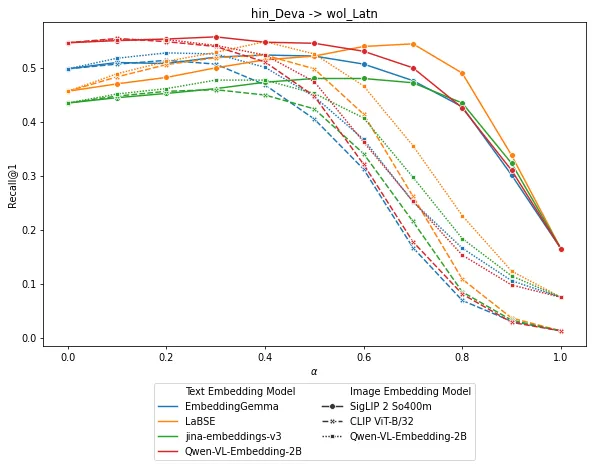 hin_Deva -> wol_Latn
Recall@1
0.5
0.4
0.3
0.2
0.1
0.0
0.0 0.2 0.4 0.6 0.8 1.0
α
Text Embedding Model Image Embedding Model
EmbeddingGemma SigLIP 2 So400m
LaBSE CLIP ViT-B/32
jina-embeddings-v3 Qwen-VL-Embedding-2B
Qwen-VL-Embedding-2B